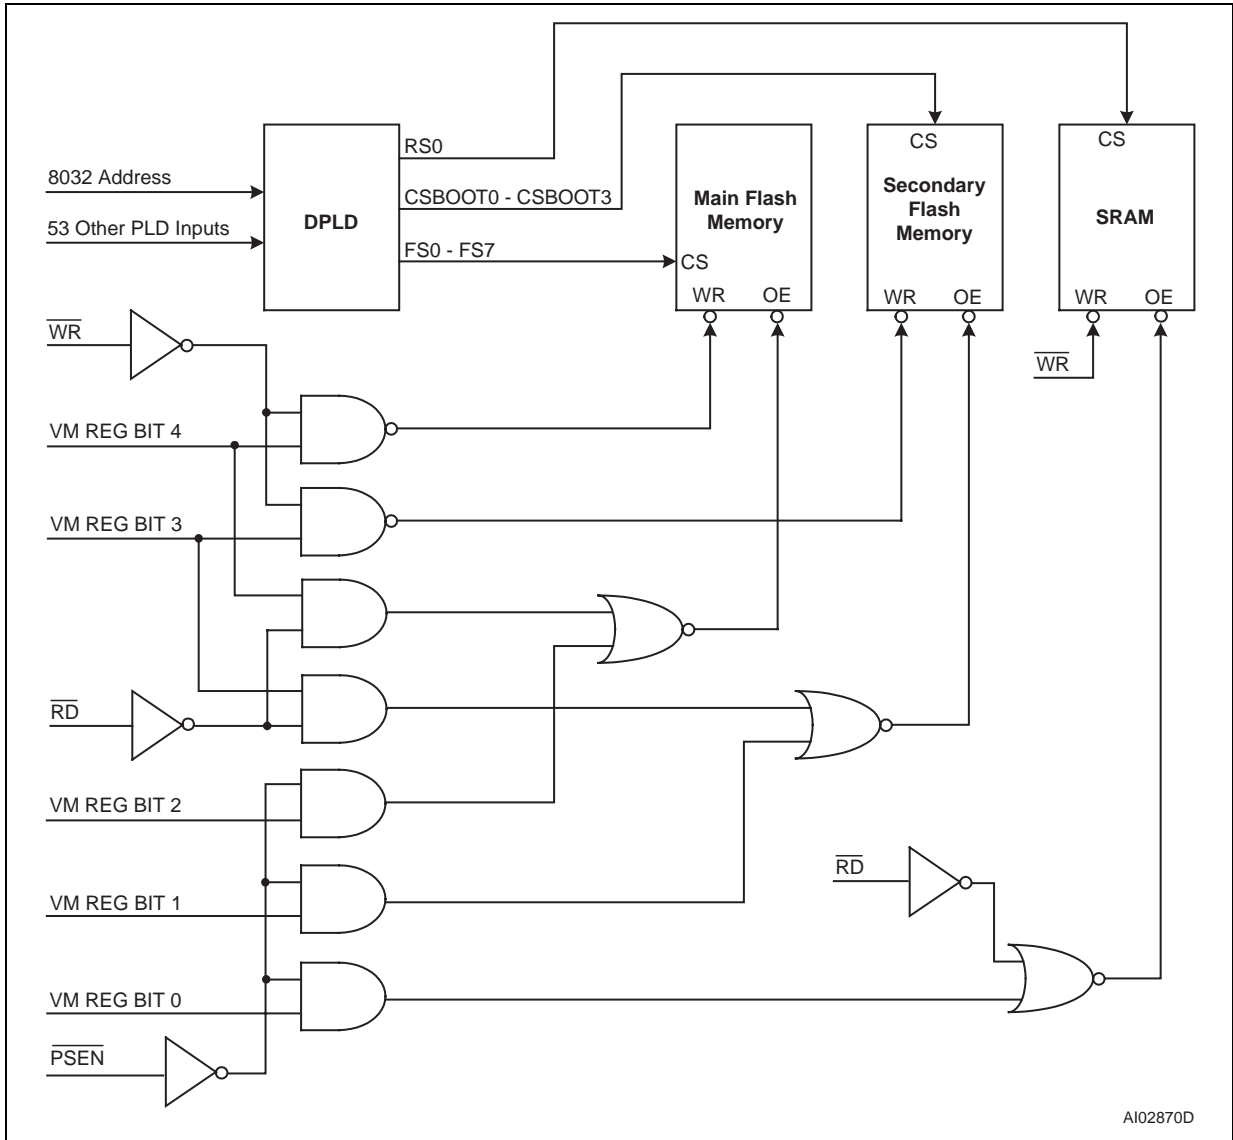 RS0
CS
CS
8032 Address
CSBOOT0 - CSBOOT3
Main Flash
Memory
Secondary
Flash
Memory
SRAM
DPLD
53 Other PLD Inputs
FS0 - FS7
CS
WR OE
WR OE
WR OE
WR
WR
VM REG BIT 4
VM REG BIT 3
RD
VM REG BIT 2
RD
VM REG BIT 1
VM REG BIT 0
PSEN
AI02870D